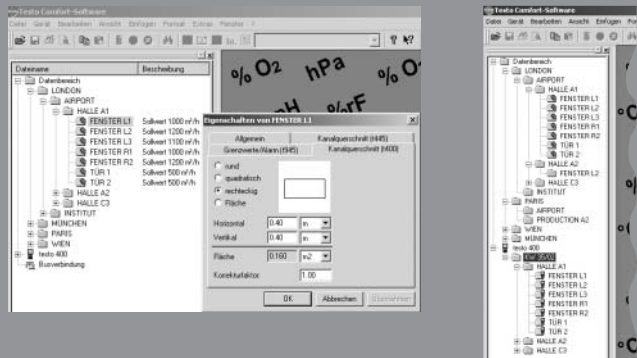 Testo Comfort-Software
Datei Gerät Bearbeiten Ansicht Einfügen Format Extras Fenster ?
Dateiname Beschreibung
Datenbereich
LONDON
AIRPORT
HALLE A1
FENSTER L1 Sollwert 1000 m³/h
FENSTER L2 Sollwert 1200 m³/h
FENSTER L3 Sollwert 1100 m³/h
FENSTER R1 Sollwert 1000 m³/h
FENSTER R2 Sollwert 1200 m³/h
TÜR 1 Sollwert 500 m³/h
TÜR 2 Sollwert 500 m³/h
HALLE A2
HALLE C3
INSTITUT
MÜNCHEN
PARIS
WIEN
testo 400
Busverbindung
% O2 hPa % O
pH %rF
Eigenschaften von FENSTER L1
Allgemein Kanalquerschnitt (t445)
Grenzwerte/Alarm (t945) Kanalquerschnitt (t400)
rund
quadratisch
rechteckig
Fläche
Horizontal 0.40 m
Vertikal 0.40 m
Fläche 0.160 m2
Korrekturfaktor: 1.00
OK Abbrechen Übernehmen
Testo Comfort-Software
Datei Gerät Bearbeiten Ansicht Einfügen
Datenbereich
LONDON
AIRPORT
HALLE A1
FENSTER L1
FENSTER L2
FENSTER L3
FENSTER R1
FENSTER R2
TÜR 1
TÜR 2
HALLE A2
FENSTER L2
HALLE C3
INSTITUT
PARIS
AIRPORT
PRODUCTION A2
WIEN
MÜNCHEN
testo 400
KW 35/02
HALLE A1
FENSTER L1
FENSTER L2
FENSTER L3
FENSTER R1
FENSTER R2
TÜR 1
TÜR 2
HALLE A2
HALLE C3